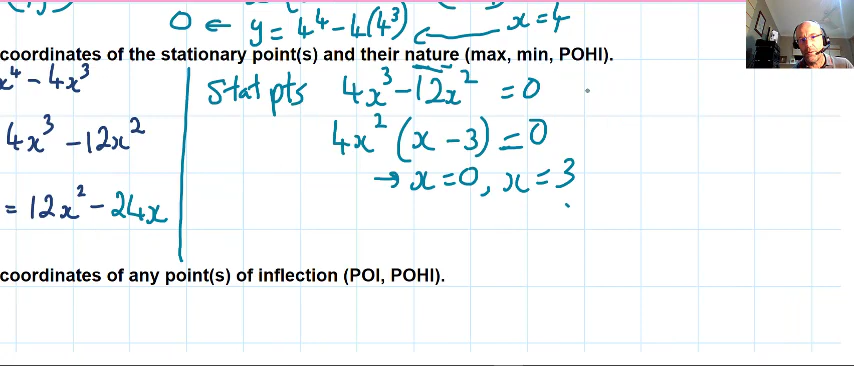 0 ← y = 4⁴ - 4(4³) ← x = 4
coordinates of the stationary point(s) and their nature (max, min, POHI).
x⁴ - 4x³
Stat pts 4x³ - 12x² = 0
4x³ - 12x²
4x² (x - 3) = 0
→ x = 0, x = 3
= 12x² - 24x
coordinates of any point(s) of inflection (POI, POHI).